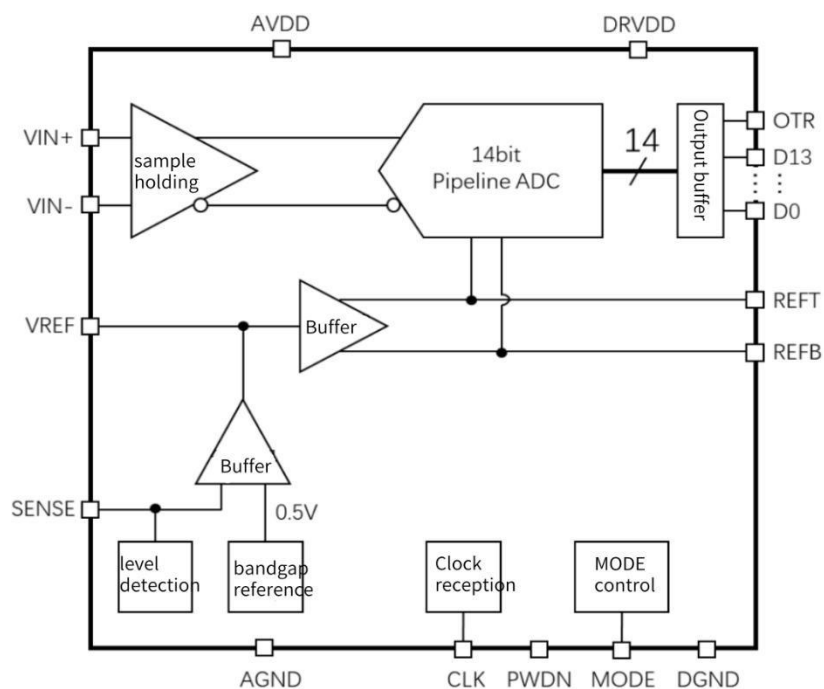 AVDD
DRVDD
VIN+
sample
holding
VIN-
14bit
Pipeline ADC
14
Output buffer
OTR
D13
D0
REFT
VREF
Buffer
REFB
Buffer
SENSE
0.5V
level
detection
bandgap
reference
Clock
reception
MODE
control
AGND
CLK
PWDN
MODE
DGND